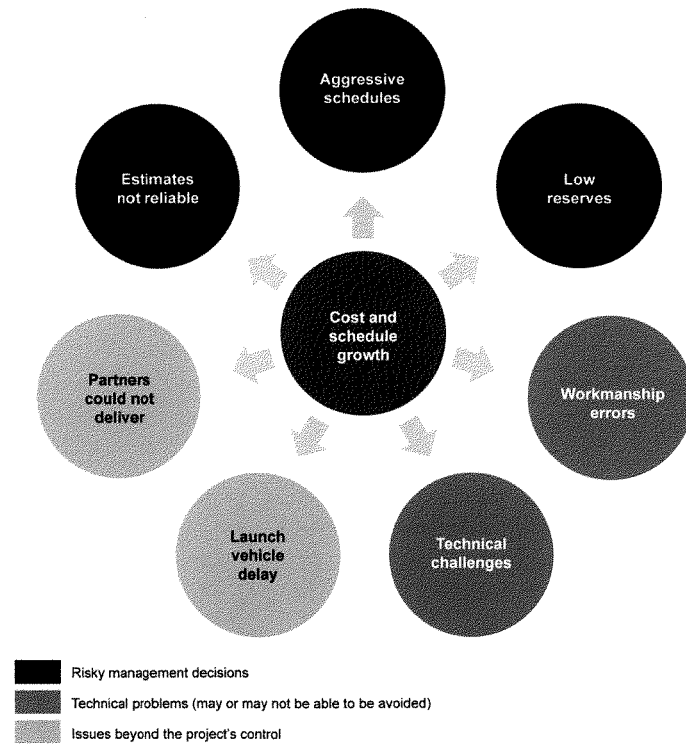 Aggressive
schedules
Estimates
not reliable
Low
reserves
Cost and
schedule
growth
Partners
could not
deliver
Workmanship
errors
Launch
vehicle
delay
Technical
challenges
Risky management decisions
Technical problems (may or may not be able to be avoided)
Issues beyond the project's control